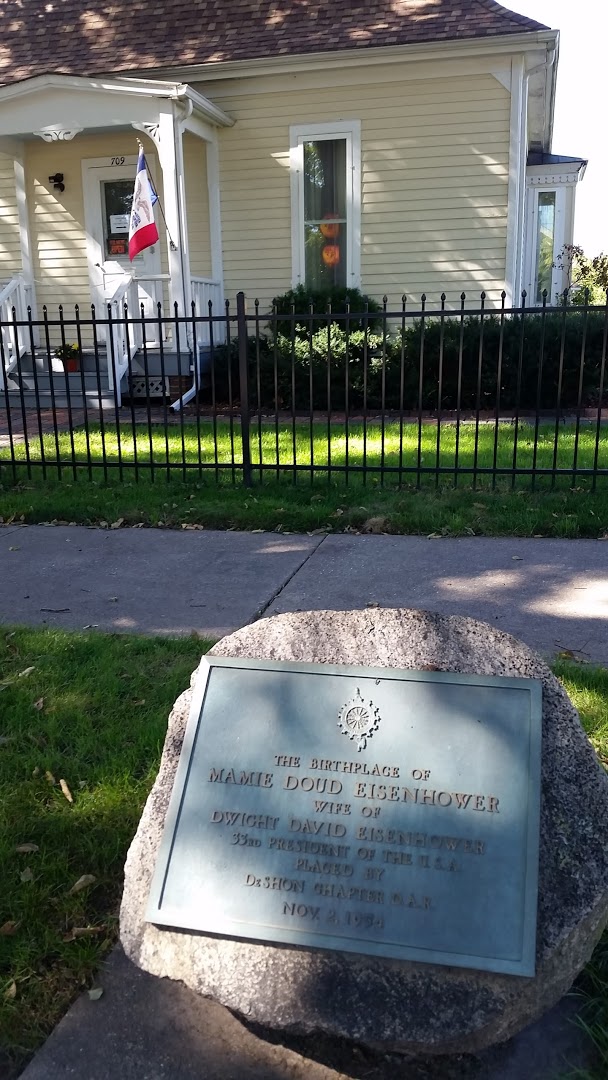 709
THE BIRTHPLACE OF
MAMIE DOUD EISENHOWER
WIFE OF
DWIGHT DAVID EISENHOWER
33RD PRESIDENT OF THE U.S.A.
PLACED BY
DESHON CHAPTER D.A.R.
NOV. 2, 1954